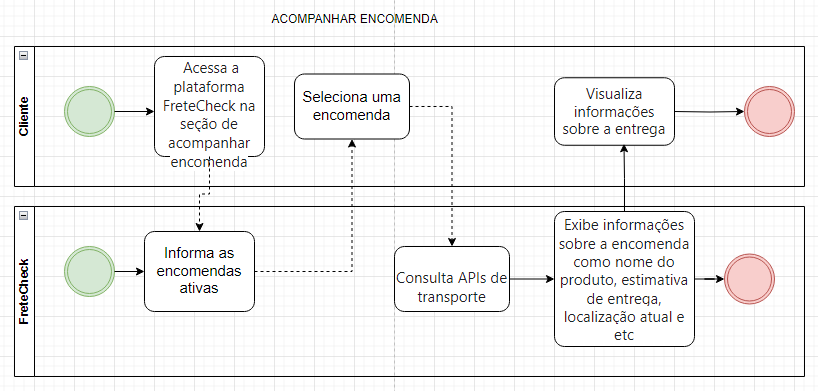 ACOMPANHAR ENCOMENDA
Cliente
Acessa a
plataforma
FreteCheck na
seção de
acompanhar
encomenda
Seleciona uma
encomenda
Visualiza
informações
sobre a entrega
FreteCheck
Informa as
encomendas
ativas
Consulta APIs de
transporte
Exibe informações
sobre a encomenda
como nome do
produto, estimativa
de entrega,
localização atual e
etc